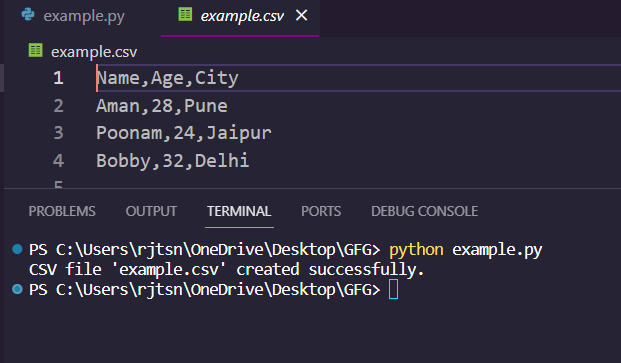 example.py example.csv
example.csv
1 Name,Age,City
2 Aman,28,Pune
3 Poonam,24,Jaipur
4 Bobby,32,Delhi
5
PROBLEMS OUTPUT TERMINAL PORTS DEBUG CONSOLE
PS C:\Users\rjtsn\OneDrive\Desktop\GFG> python example.py
CSV file 'example.csv' created successfully.
PS C:\Users\rjtsn\OneDrive\Desktop\GFG>